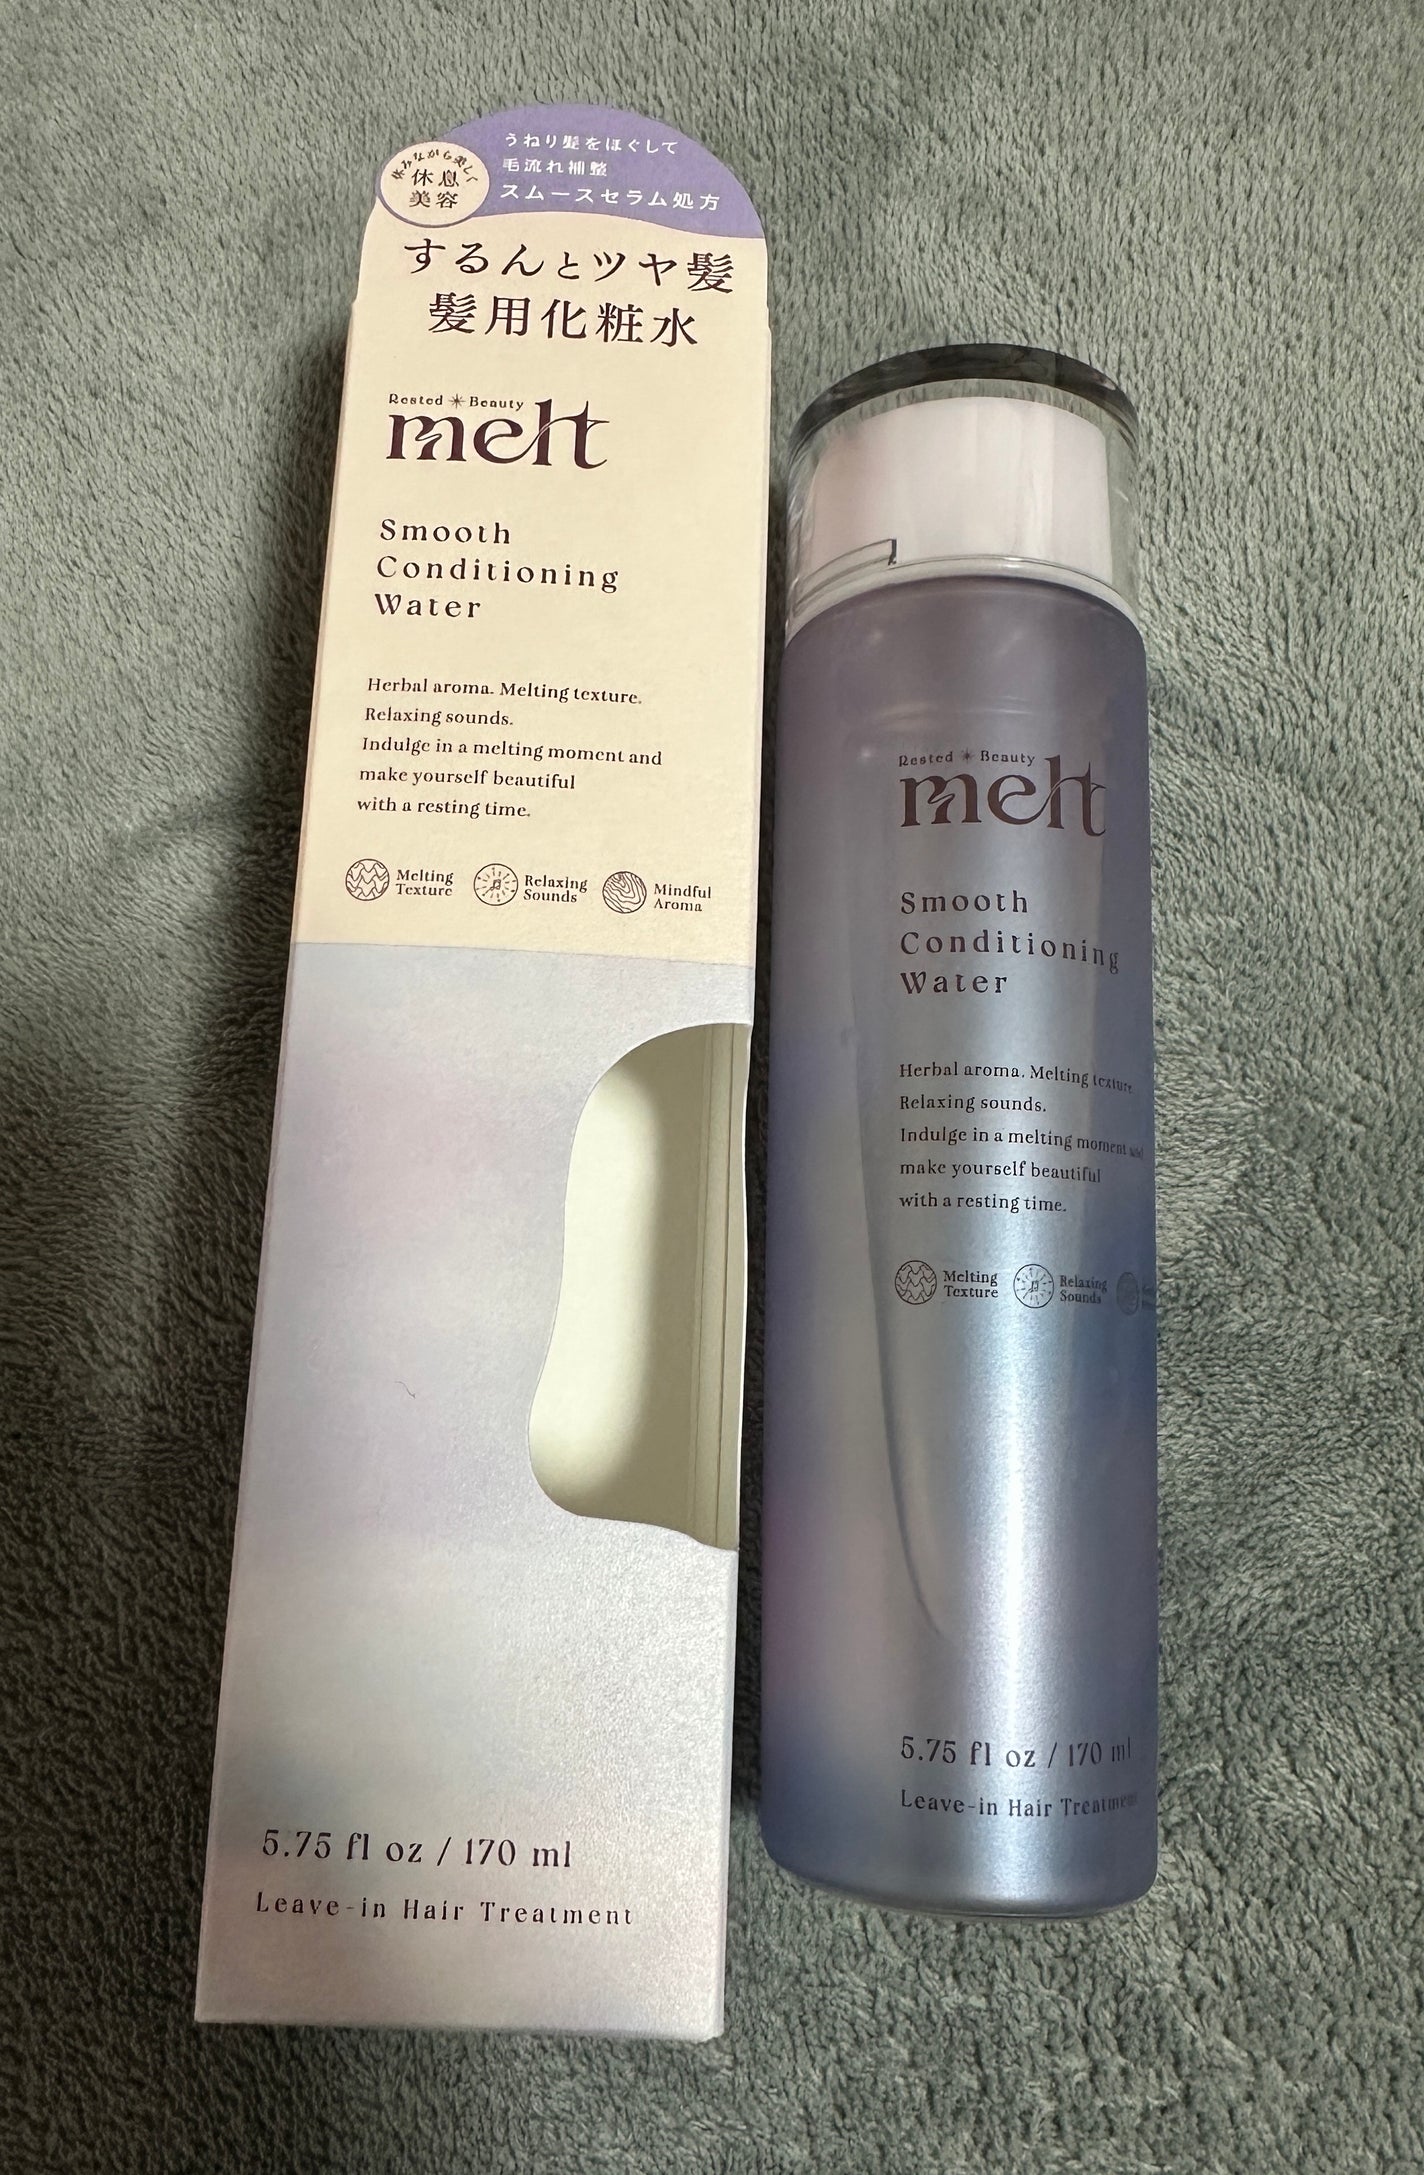 休みながら美しく
休息
美容
うねり髪をほぐして
毛流れ補整
スムースセラム処方
するんとツヤ髪
髪用化粧水
Rested Beauty
melt
Smooth
Conditioning
Water
Herbal aroma. Melting texture.
Relaxing sounds.
Indulge in a melting moment and
make yourself beautiful
with a resting time.
Melting
Texture
Relaxing
Sounds
Mindful
Aroma
5.75 fl oz / 170 ml
Leave-in Hair Treatment
Rested Beauty
melt
Smooth
Conditioning
Water
Herbal aroma. Melting texture.
Relaxing sounds.
Indulge in a melting moment and
make yourself beautiful
with a resting time.
Melting
Texture
Relaxing
Sounds
5.75 fl oz / 170 ml
Leave-in Hair Treatment